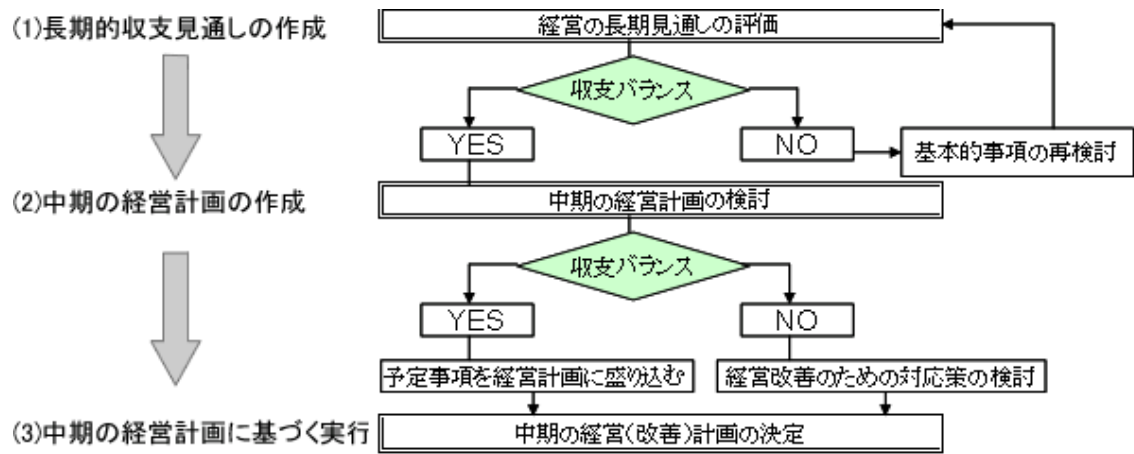 (1)長期的収支見通しの作成
経営の長期見通しの評価
収支バランス
YES
NO
基本的事項の再検討
(2)中期の経営計画の作成
中期の経営計画の検討
収支バランス
YES
NO
予定事項を経営計画に盛り込む
経営改善のための対応策の検討
(3)中期の経営計画に基づく実行
中期の経営(改善)計画の決定